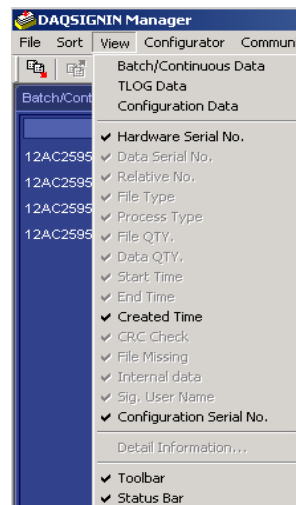 DAQSIGNIN Manager
File Sort View Configurator Commun
Batch/Continuous Data
TLOG Data
Batch/Cont
Configuration Data
Hardware Serial No.
12AC2595
Data Serial No.
12AC2595
Relative No.
File Type
12AC2595
Process Type
12AC2595
File QTY.
Data QTY.
Start Time
End Time
Created Time
CRC Check
File Missing
Internal data
Sig. User Name
Configuration Serial No.
Detail Information...
Toolbar
Status Bar